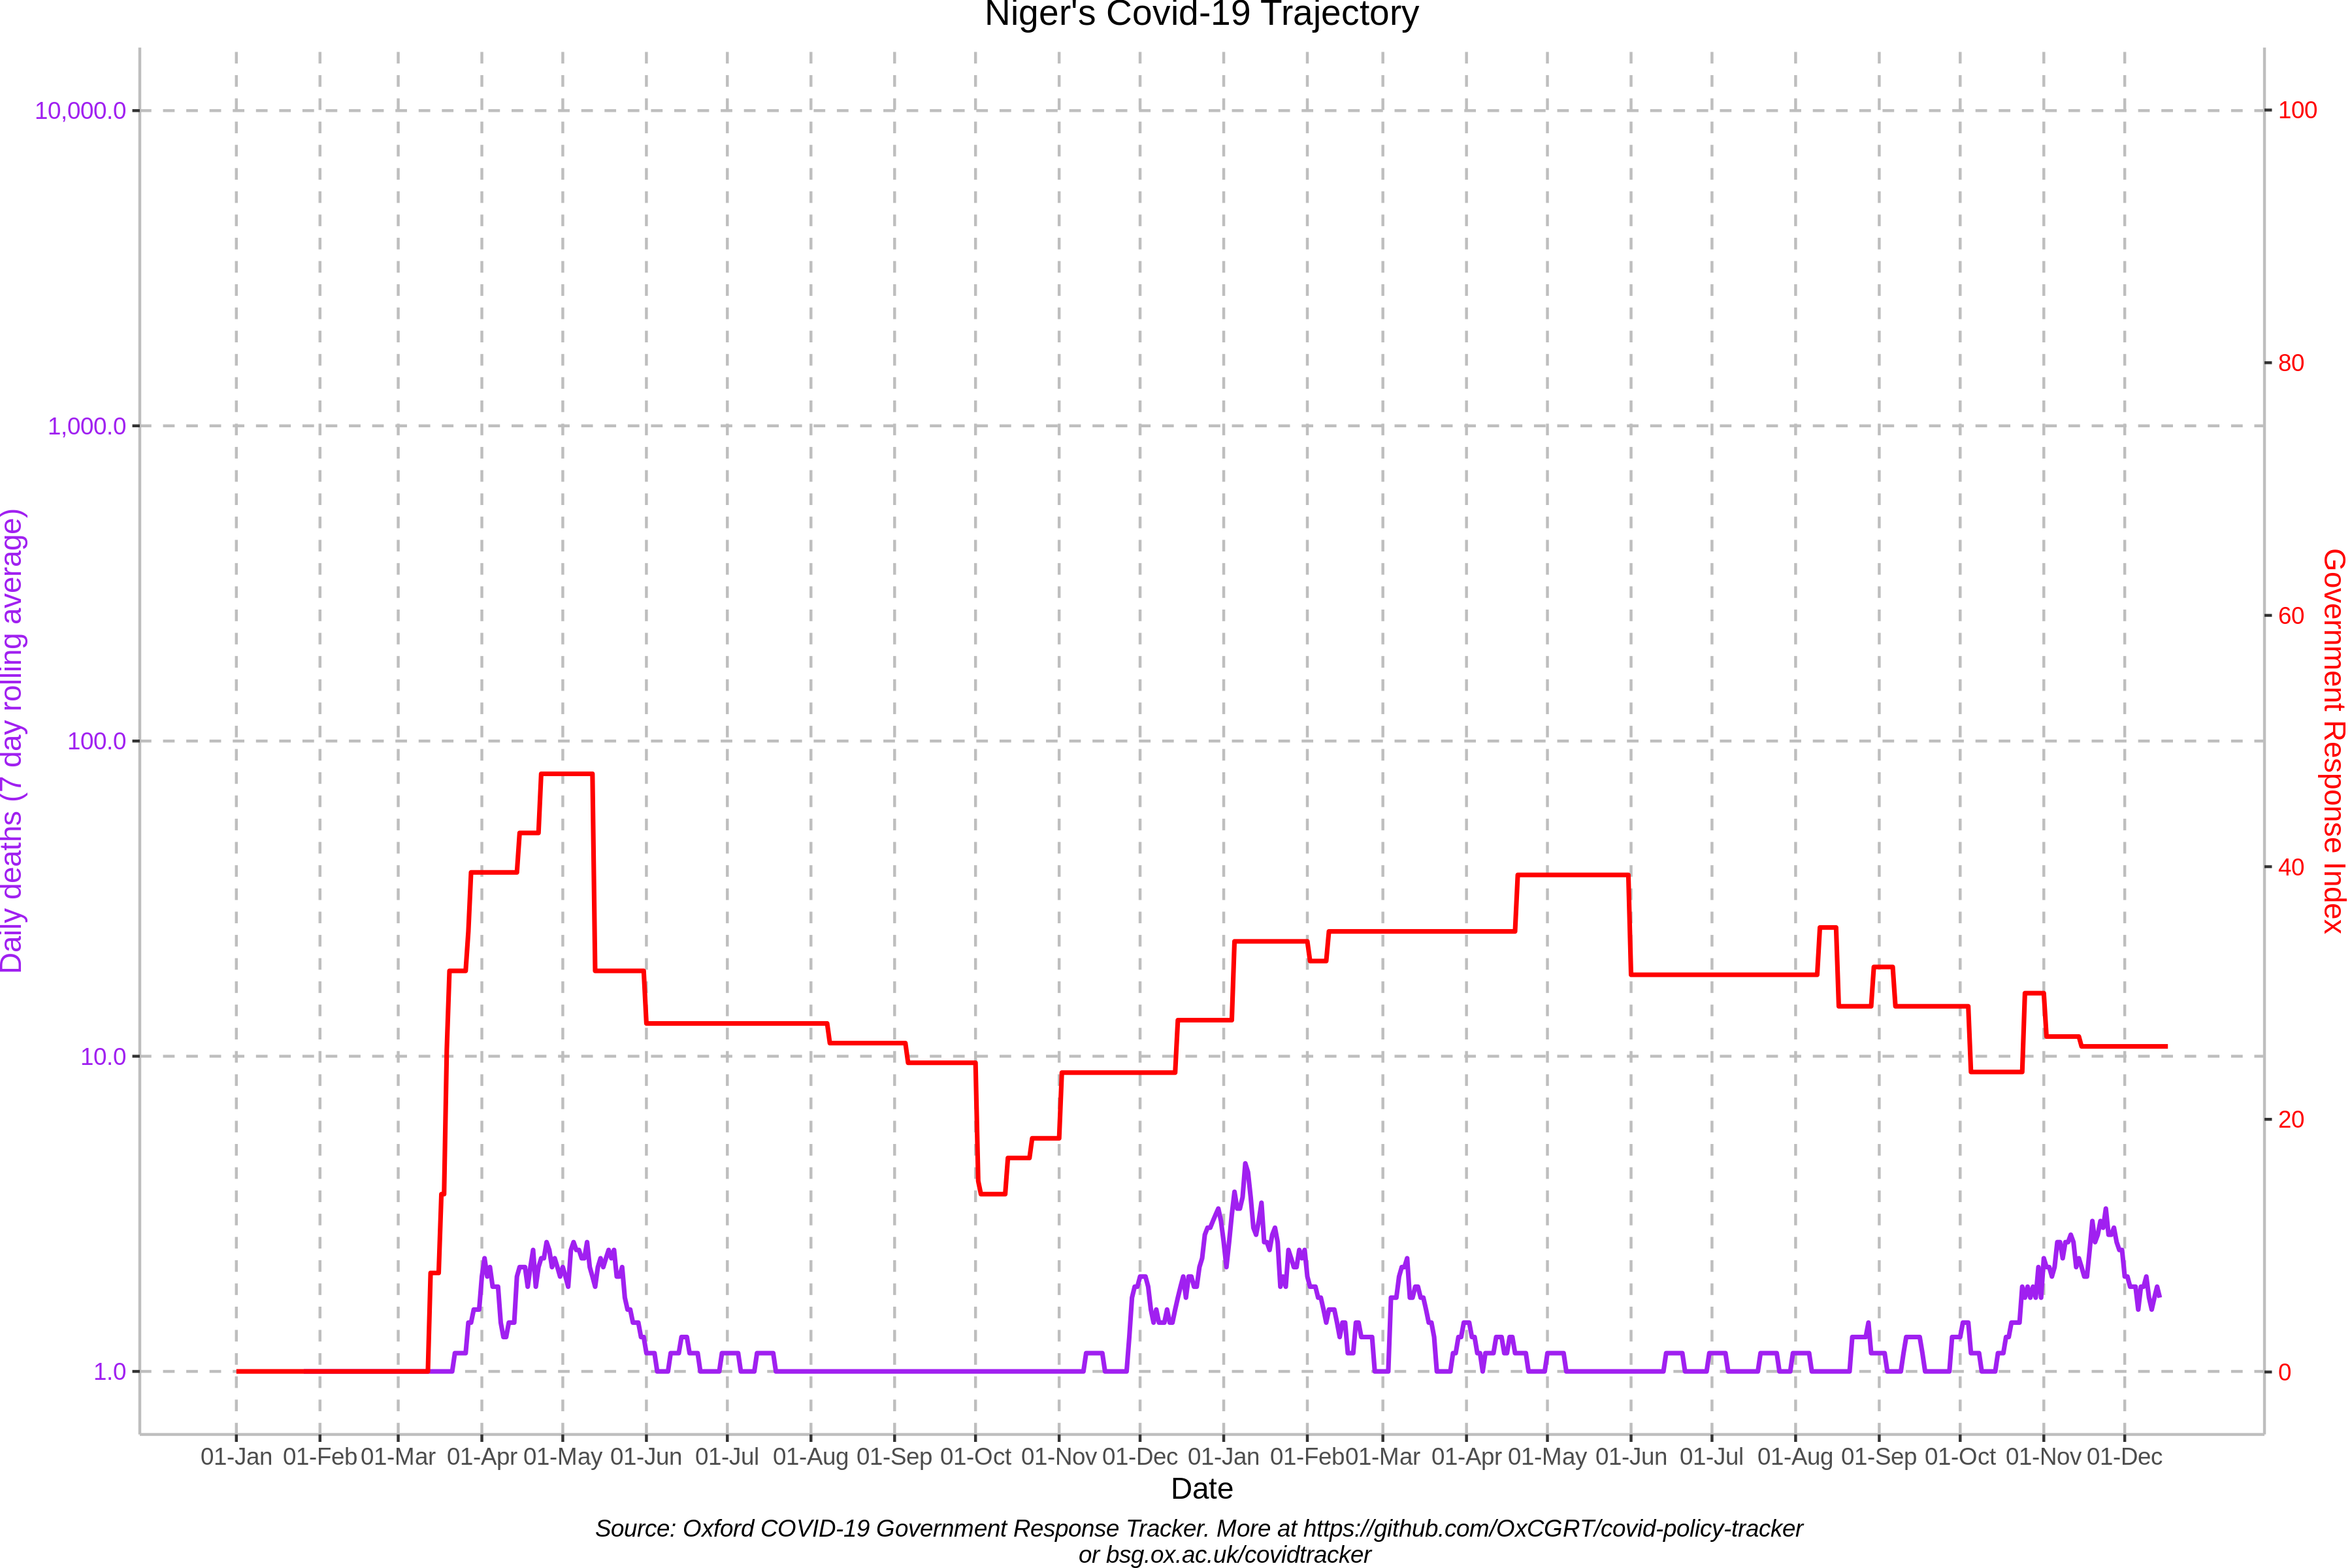 Niger's Covid-19 Trajectory
10,000.0
1,000.0
100.0
10.0
1.0
Daily deaths (7 day rolling average)
100
80
60
40
20
0
Government Response Index
01-Jan 01-Feb 01-Mar 01-Apr 01-May 01-Jun 01-Jul 01-Aug 01-Sep 01-Oct 01-Nov 01-Dec 01-Jan 01-Feb 01-Mar 01-Apr 01-May 01-Jun 01-Jul 01-Aug 01-Sep 01-Oct 01-Nov 01-Dec
Date
Source: Oxford COVID-19 Government Response Tracker. More at https://github.com/OxCGRT/covid-policy-tracker
or bsg.ox.ac.uk/covidtracker